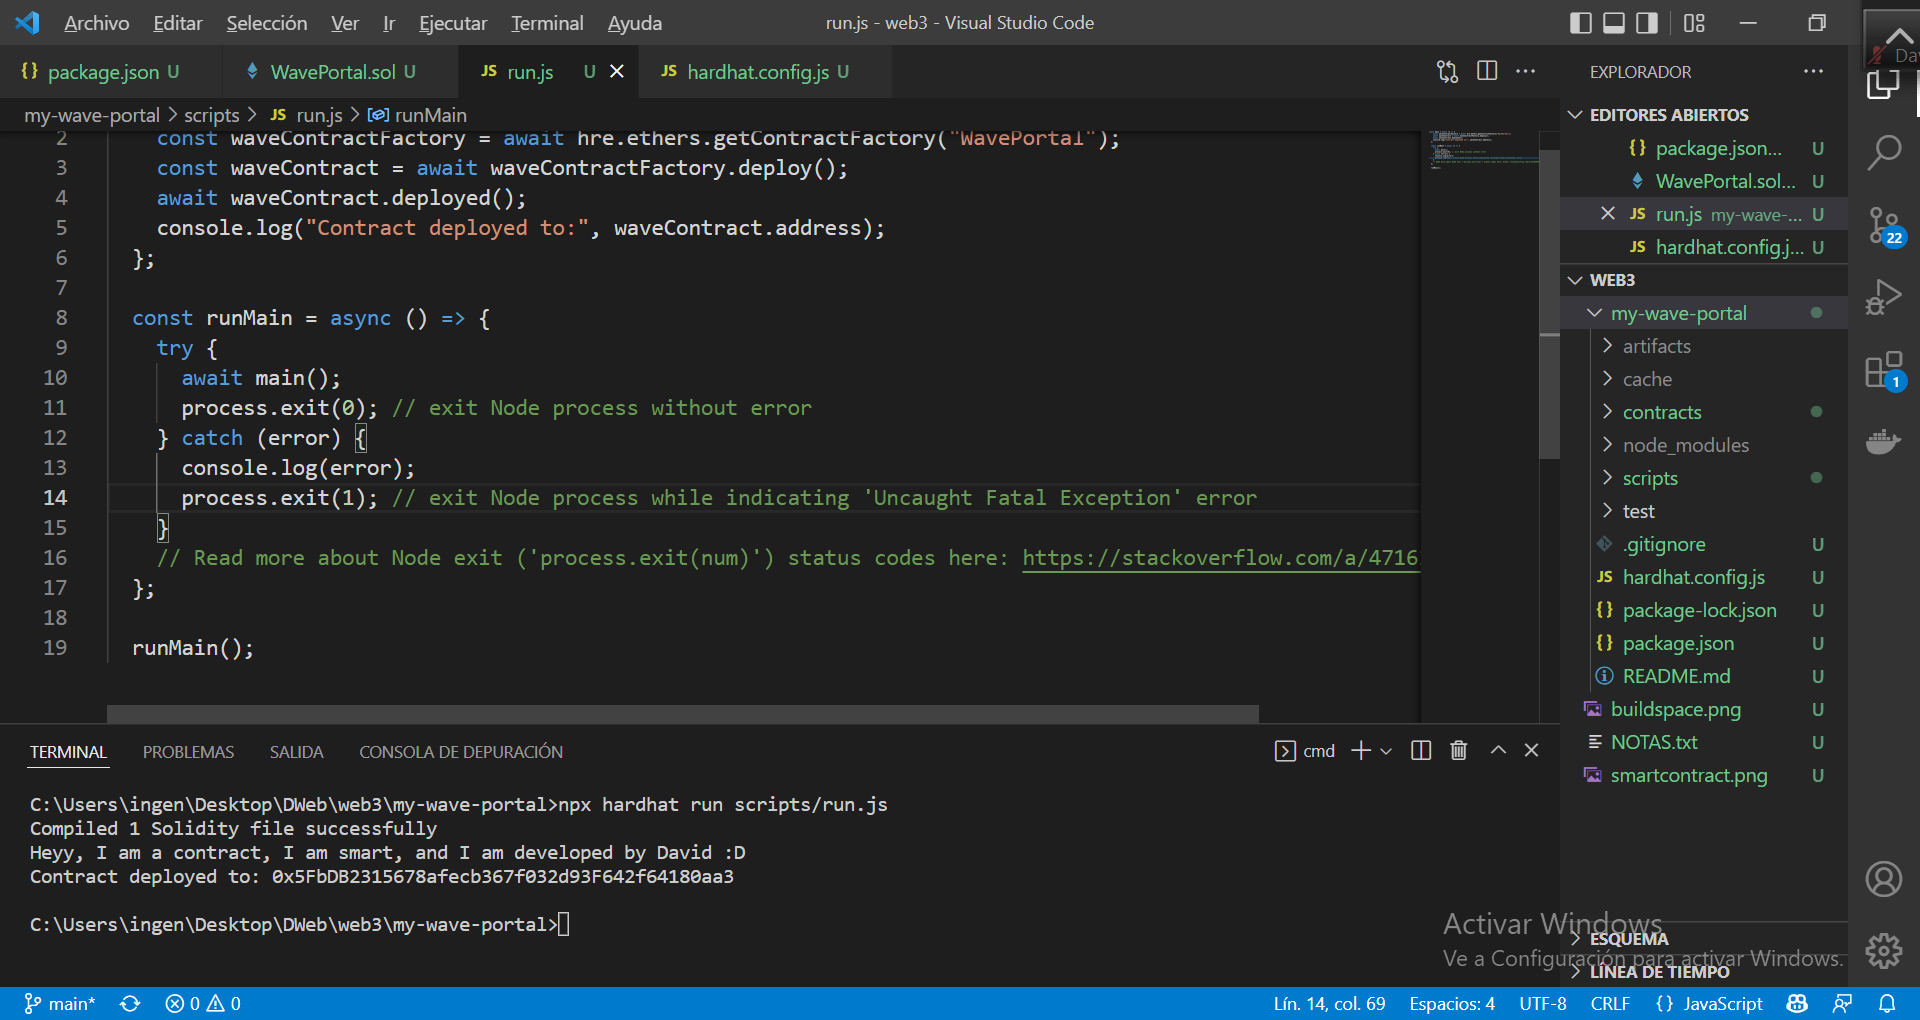 Archivo Editar Selección Ver Ir Ejecutar Terminal Ayuda run.js - web3 - Visual Studio Code
{} package.json U WavePortal.sol U JS run.js U JS hardhat.config.js U
my-wave-portal > scripts > JS run.js > runMain
2 const waveContractFactory = await hre.ethers.getContractFactory("WavePortal");
3 const waveContract = await waveContractFactory.deploy();
4 await waveContract.deployed();
5 console.log("Contract deployed to:", waveContract.address);
6 };
7
8 const runMain = async () => {
9 try {
10 await main();
11 process.exit(0); // exit Node process without error
12 } catch (error) {
13 console.log(error);
14 process.exit(1); // exit Node process while indicating 'Uncaught Fatal Exception' error
15 }
16 // Read more about Node exit ('process.exit(num)') status codes here: https://stackoverflow.com/a/4716
17 };
18
19 runMain();
EXPLORADOR
EDITORES ABIERTOS
{} package.json... U
WavePortal.sol... U
JS run.js my-wave-... U
JS hardhat.config.j... U
WEB3
my-wave-portal
artifacts
cache
contracts
node_modules
scripts
test
.gitignore U
JS hardhat.config.js U
{} package-lock.json U
{} package.json U
README.md U
buildspace.png U
NOTAS.txt U
smartcontract.png U
ESQUEMA
LÍNEA DE TIEMPO
22
1
TERMINAL PROBLEMAS SALIDA CONSOLA DE DEPURACIÓN cmd
C:\Users\ingen\Desktop\DWeb\web3\my-wave-portal>npx hardhat run scripts/run.js
Compiled 1 Solidity file successfully
Heyy, I am a contract, I am smart, and I am developed by David :D
Contract deployed to: 0x5FbDB2315678afecb367f032d93F642f64180aa3
C:\Users\ingen\Desktop\DWeb\web3\my-wave-portal>
Activar Windows
Ve a Configuración para activar Windows.
main* 0 0 Lín. 14, col. 69 Espacios: 4 UTF-8 CRLF {} JavaScript